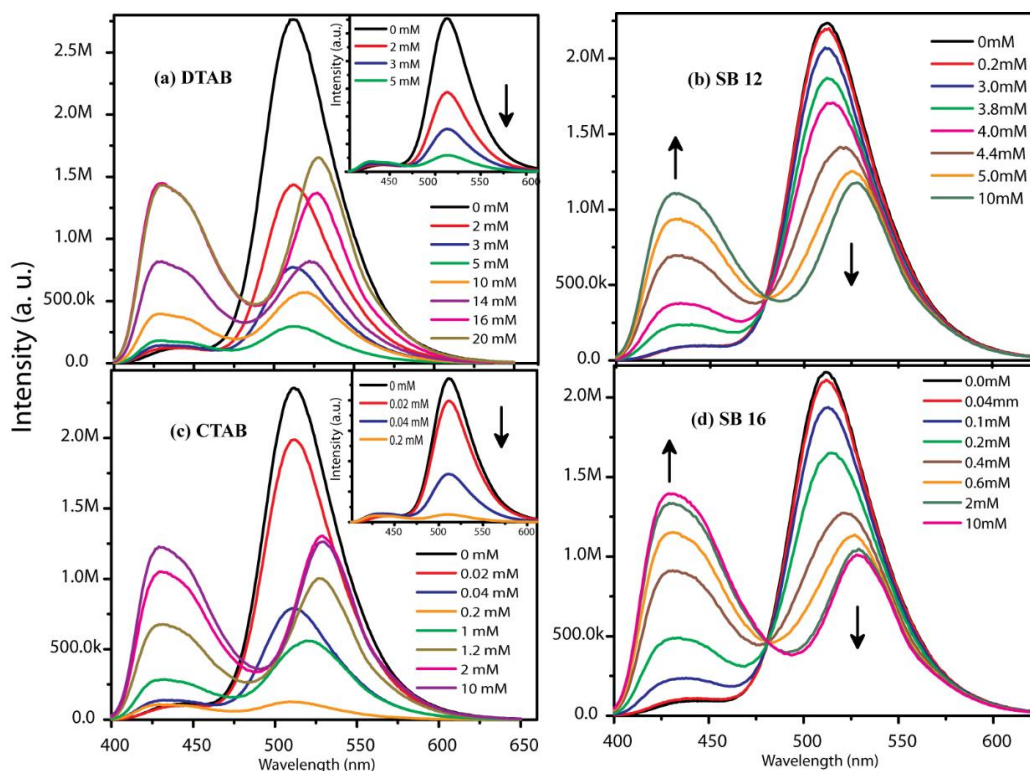 Intensity (a. u.)
(a) DTAB
2.5M
2.0M
1.5M
1.0M
500.0k
0.0
0 mM
2 mM
3 mM
5 mM
10 mM
14 mM
16 mM
20 mM
Intensity (a.u.)
0 mM
2 mM
3 mM
5 mM
450 500 550 600
(b) SB 12
2.0M
1.5M
1.0M
500.0k
0.0
0mM
0.2mM
3.0mM
3.8mM
4.0mM
4.4mM
5.0mM
10mM
400 450 500 550 600
(c) CTAB
2.0M
1.5M
1.0M
500.0k
0.0
0 mM
0.02 mM
0.04 mM
0.2 mM
1 mM
1.2 mM
2 mM
10 mM
Intensity (a.u.)
0 mM
0.02 mM
0.04 mM
0.2 mM
450 500 550 600
400 450 500 550 600 650
Wavelength (nm)
(d) SB 16
2.0M
1.5M
1.0M
500.0k
0.0
0.0mM
0.04mm
0.1mM
0.2mM
0.4mM
0.6mM
2mM
10mM
400 450 500 550 600
Wavelength (nm)